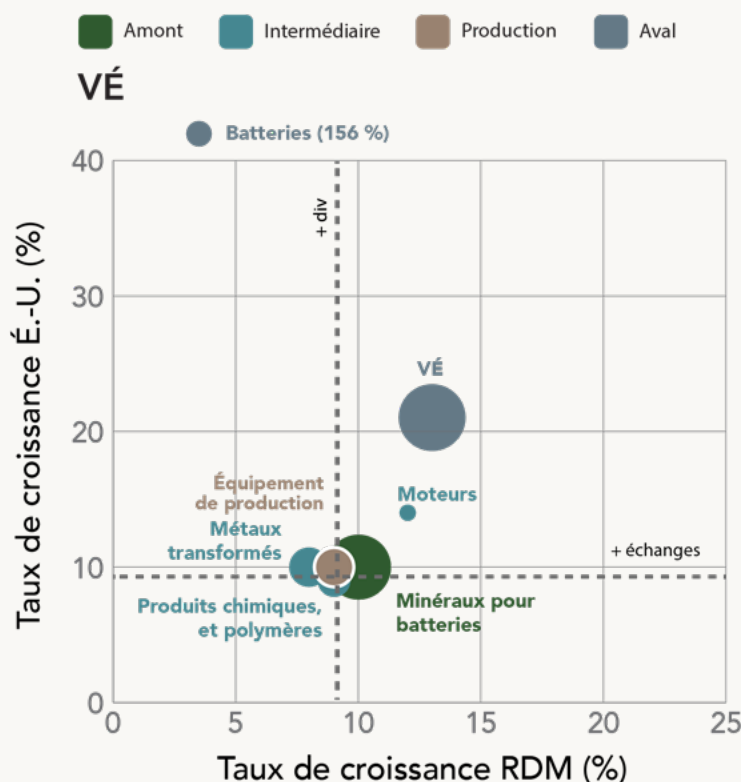 Amont
Intermédiaire
Production
Aval
VÉ
Batteries (156 %)
Taux de croissance É.-U. (%)
40
30
20
10
0
+ div
VÉ
Équipement
de production
Moteurs
Métaux
transformés
+ échanges
Produits chimiques,
et polymères
Minéraux pour
batteries
0
5
10
15
20
25
Taux de croissance RDM (%)